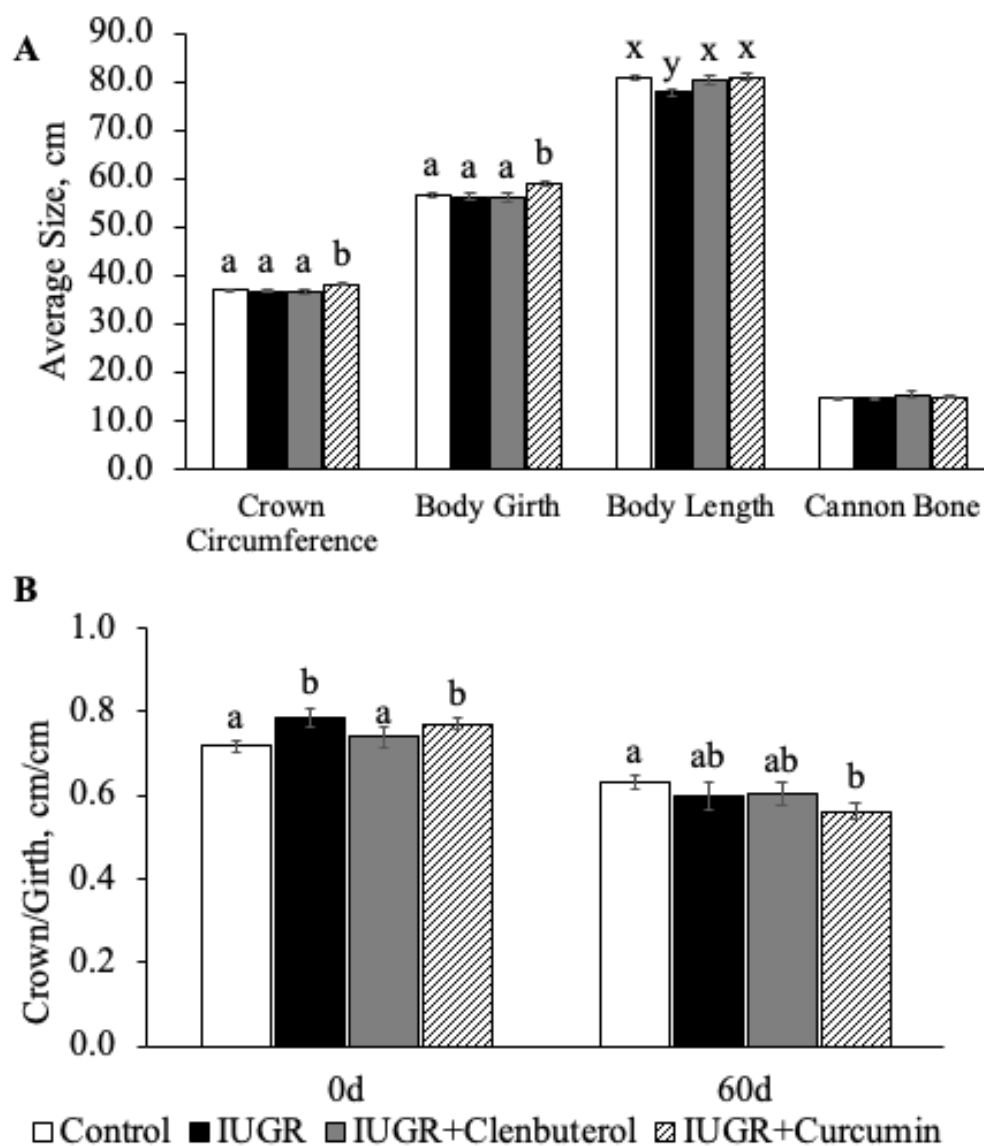 A
Average Size, cm
90.0
80.0
70.0
60.0
50.0
40.0
30.0
20.0
10.0
0.0
a a a b
a a a b
x y x x
Crown Circumference
Body Girth
Body Length
Cannon Bone
B
Crown/Girth, cm/cm
1.0
0.8
0.6
0.4
0.2
0.0
a b a b
a ab ab b
0d 60d
Control IUGR IUGR+Clenbuterol IUGR+Curcumin